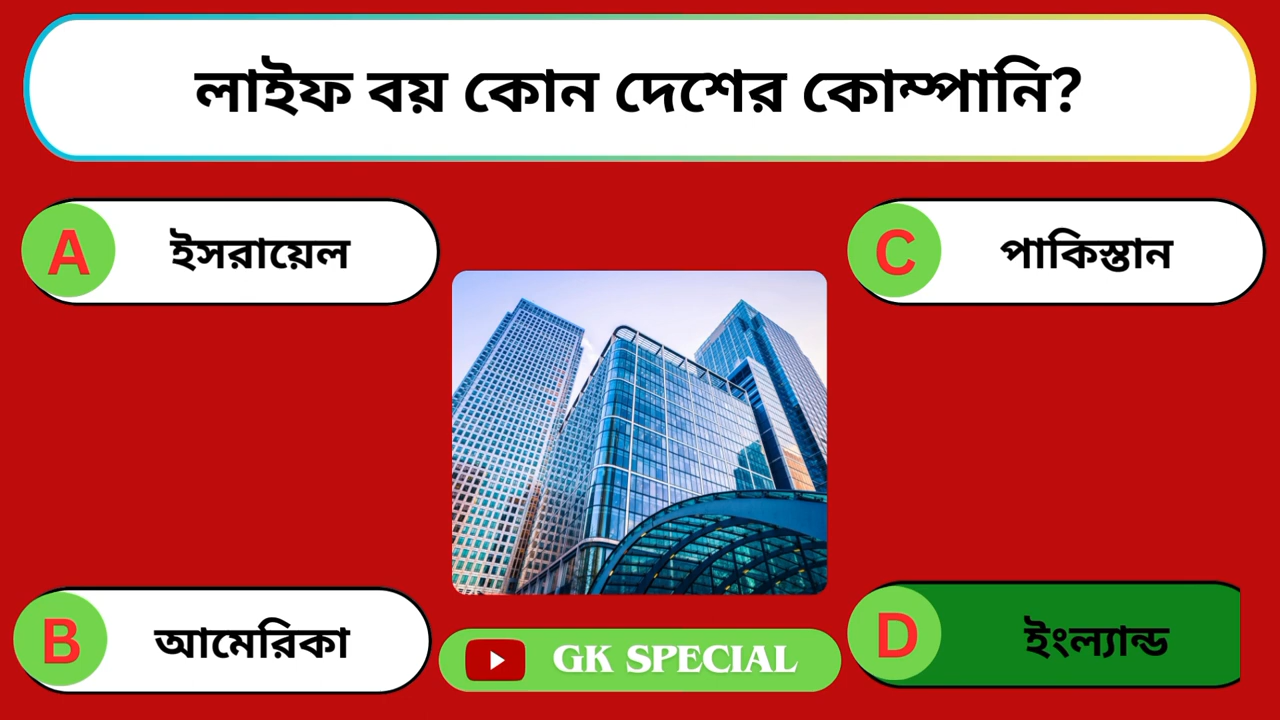 লাইফ বয় কোন দেশের কোম্পানি?
A ইসরায়েল
C পাকিস্তান
B আমেরিকা
D ইংল্যান্ড
GK SPECIAL